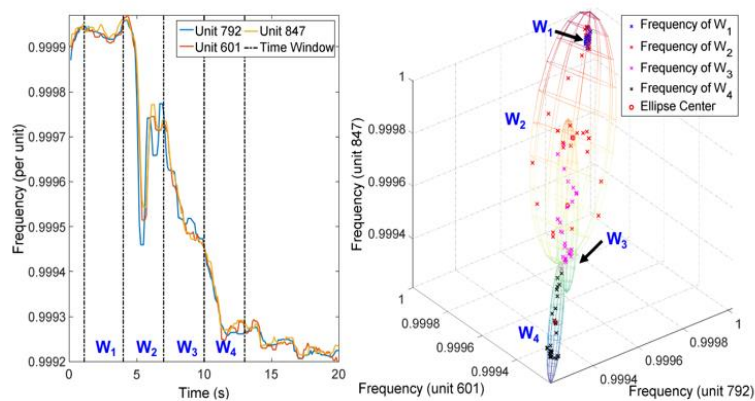 Unit 792
Unit 847
Unit 601
Time Window
0.9999
0.9998
0.9997
0.9996
0.9995
0.9994
0.9993
0.9992
Frequency (per unit)
W1
W2
W3
W4
0
5
10
15
20
Time (s)
Frequency of W1
Frequency of W2
Frequency of W3
Frequency of W4
Ellipse Center
W1
W2
W3
W4
1
0.9998
0.9996
0.9994
Frequency (unit 847)
1
0.9998
0.9996
0.9994
Frequency (unit 601)
0.9994
0.9996
0.9998
1
Frequency (unit 792)